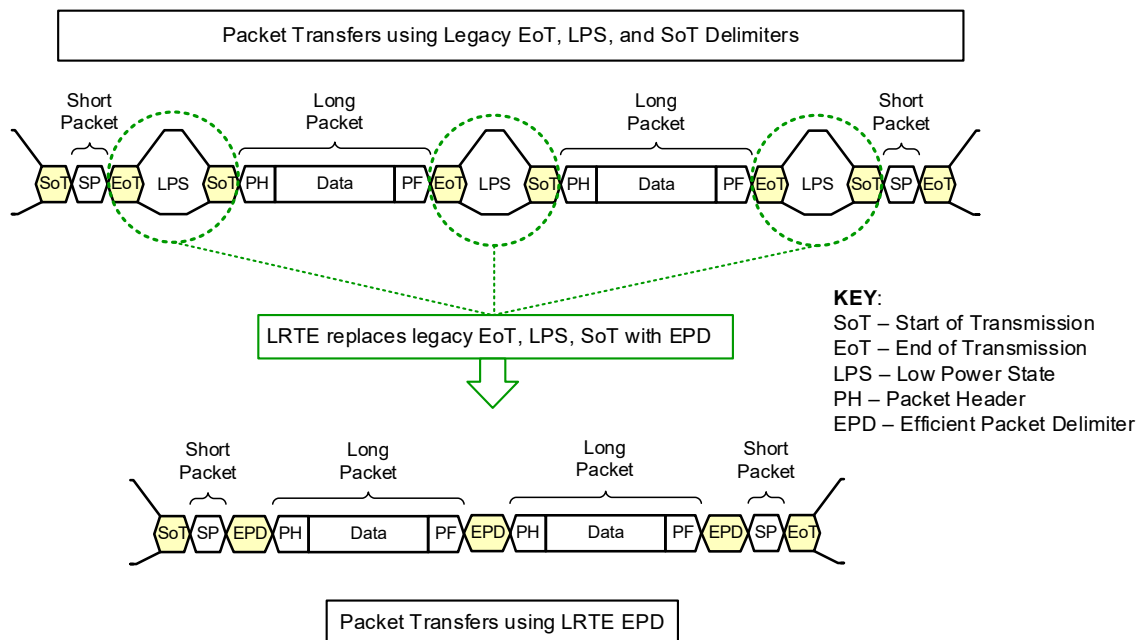 Packet Transfers using Legacy EoT, LPS, and SoT Delimiters
Short
Packet
Long
Packet
Long
Packet
Short
Packet
SoT SP EoT LPS SoT PH Data PF EoT LPS SoT PH Data PF EoT LPS SoT SP EoT
LRTE replaces legacy EoT, LPS, SoT with EPD
KEY:
SoT – Start of Transmission
EoT – End of Transmission
LPS – Low Power State
PH – Packet Header
EPD – Efficient Packet Delimiter
Short
Packet
Long
Packet
Long
Packet
Short
Packet
SoT SP EPD PH Data PF EPD PH Data PF EPD SP EoT
Packet Transfers using LRTE EPD